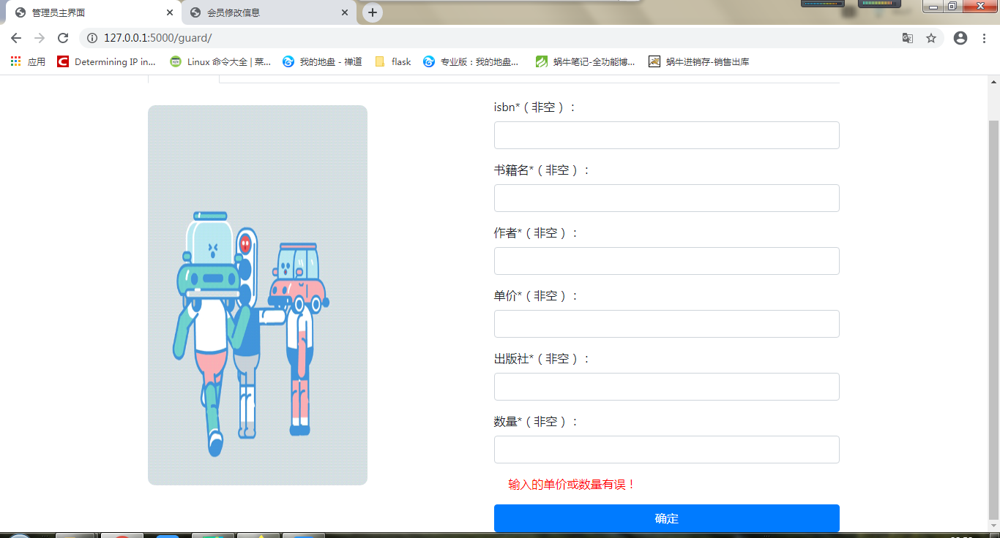 管理员主界面
会员修改信息
127.0.0.1:5000/guard/
应用
Determining IP in...
Linux 命令大全 | 菜...
我的地盘 - 禅道
flask
专业版：我的地盘...
蜗牛笔记-全功能博...
蜗牛进销存-销售出库
isbn*（非空）：
书籍名*（非空）：
作者*（非空）：
单价*（非空）：
出版社*（非空）：
数量*（非空）：
输入的单价或数量有误！
确定